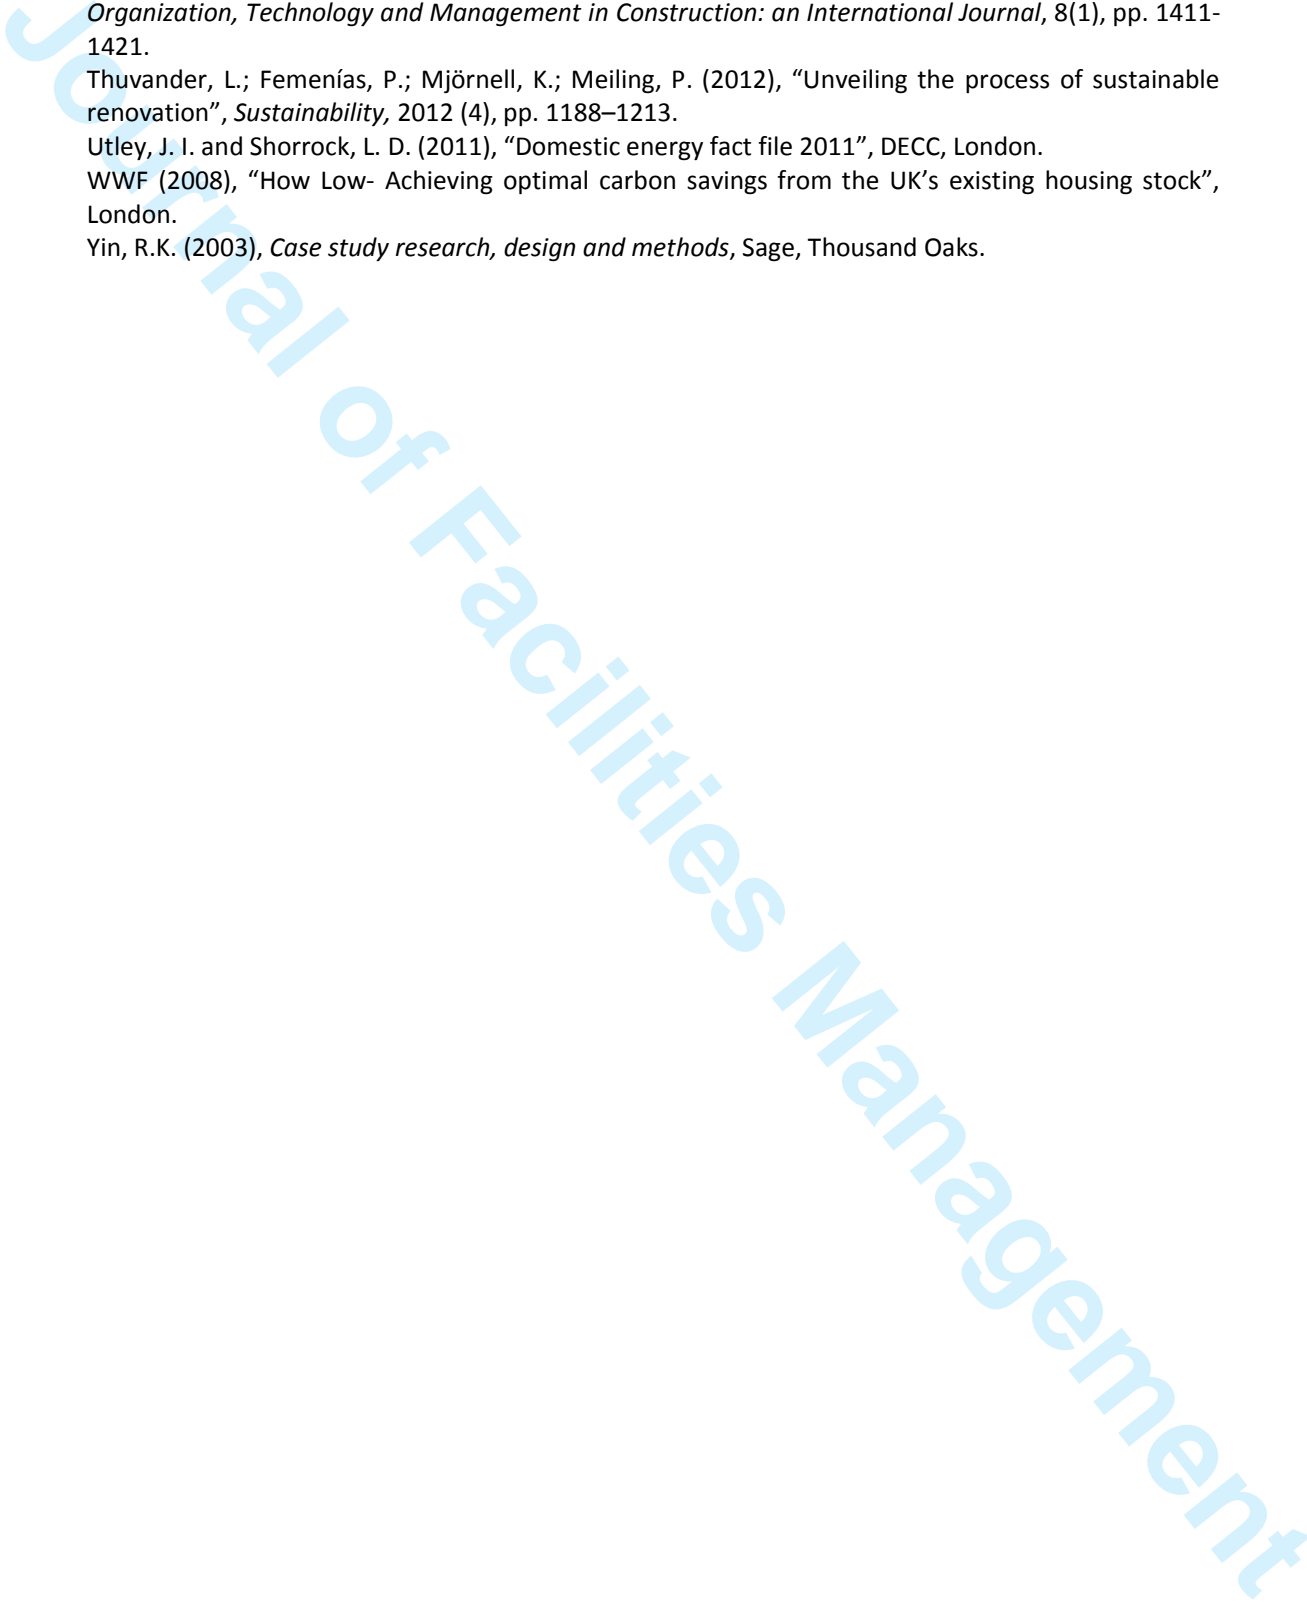 Organization, Technology and Management in Construction: an International Journal, 8(1), pp. 1411-
1421.
Thuvander, L.; Femenías, P.; Mjörnell, K.; Meiling, P. (2012), “Unveiling the process of sustainable
renovation”, Sustainability, 2012 (4), pp. 1188–1213.
Utley, J. I. and Shorrock, L. D. (2011), “Domestic energy fact file 2011”, DECC, London.
WWF (2008), “How Low- Achieving optimal carbon savings from the UK’s existing housing stock”,
London.
Yin, R.K. (2003), Case study research, design and methods, Sage, Thousand Oaks.
Journal of Facilities Management